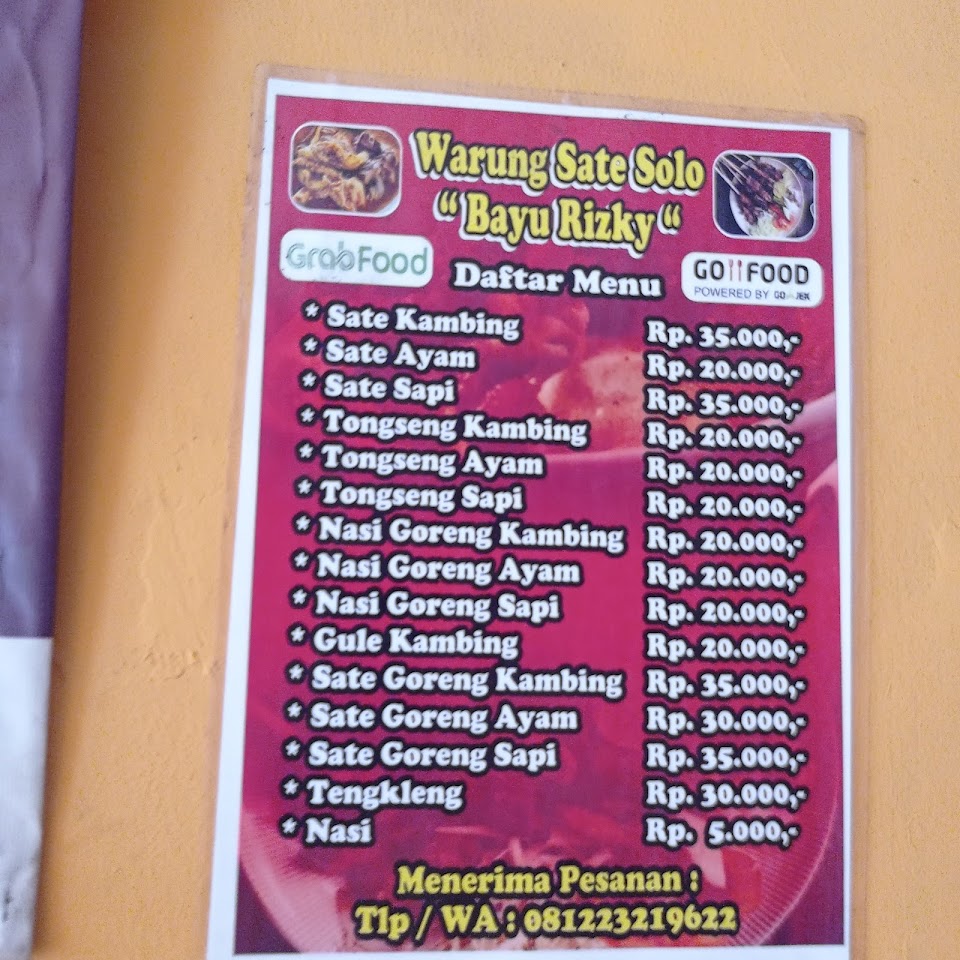 Warung Sate Solo
“ Bayu Rizky “
GrabFood
GO FOOD
POWERED BY GO-JEK
Daftar Menu
* Sate Kambing Rp. 35.000,-
* Sate Ayam Rp. 20.000,-
* Sate Sapi Rp. 35.000,-
* Tongseng Kambing Rp. 20.000,-
* Tongseng Ayam Rp. 20.000,-
* Tongseng Sapi Rp. 20.000,-
* Nasi Goreng Kambing Rp. 20.000,-
* Nasi Goreng Ayam Rp. 20.000,-
* Nasi Goreng Sapi Rp. 20.000,-
* Gule Kambing Rp. 20.000,-
* Sate Goreng Kambing Rp. 35.000,-
* Sate Goreng Ayam Rp. 30.000,-
* Sate Goreng Sapi Rp. 35.000,-
* Tengkleng Rp. 30.000,-
* Nasi Rp. 5.000,-
Menerima Pesanan :
Tlp / WA : 081223219622